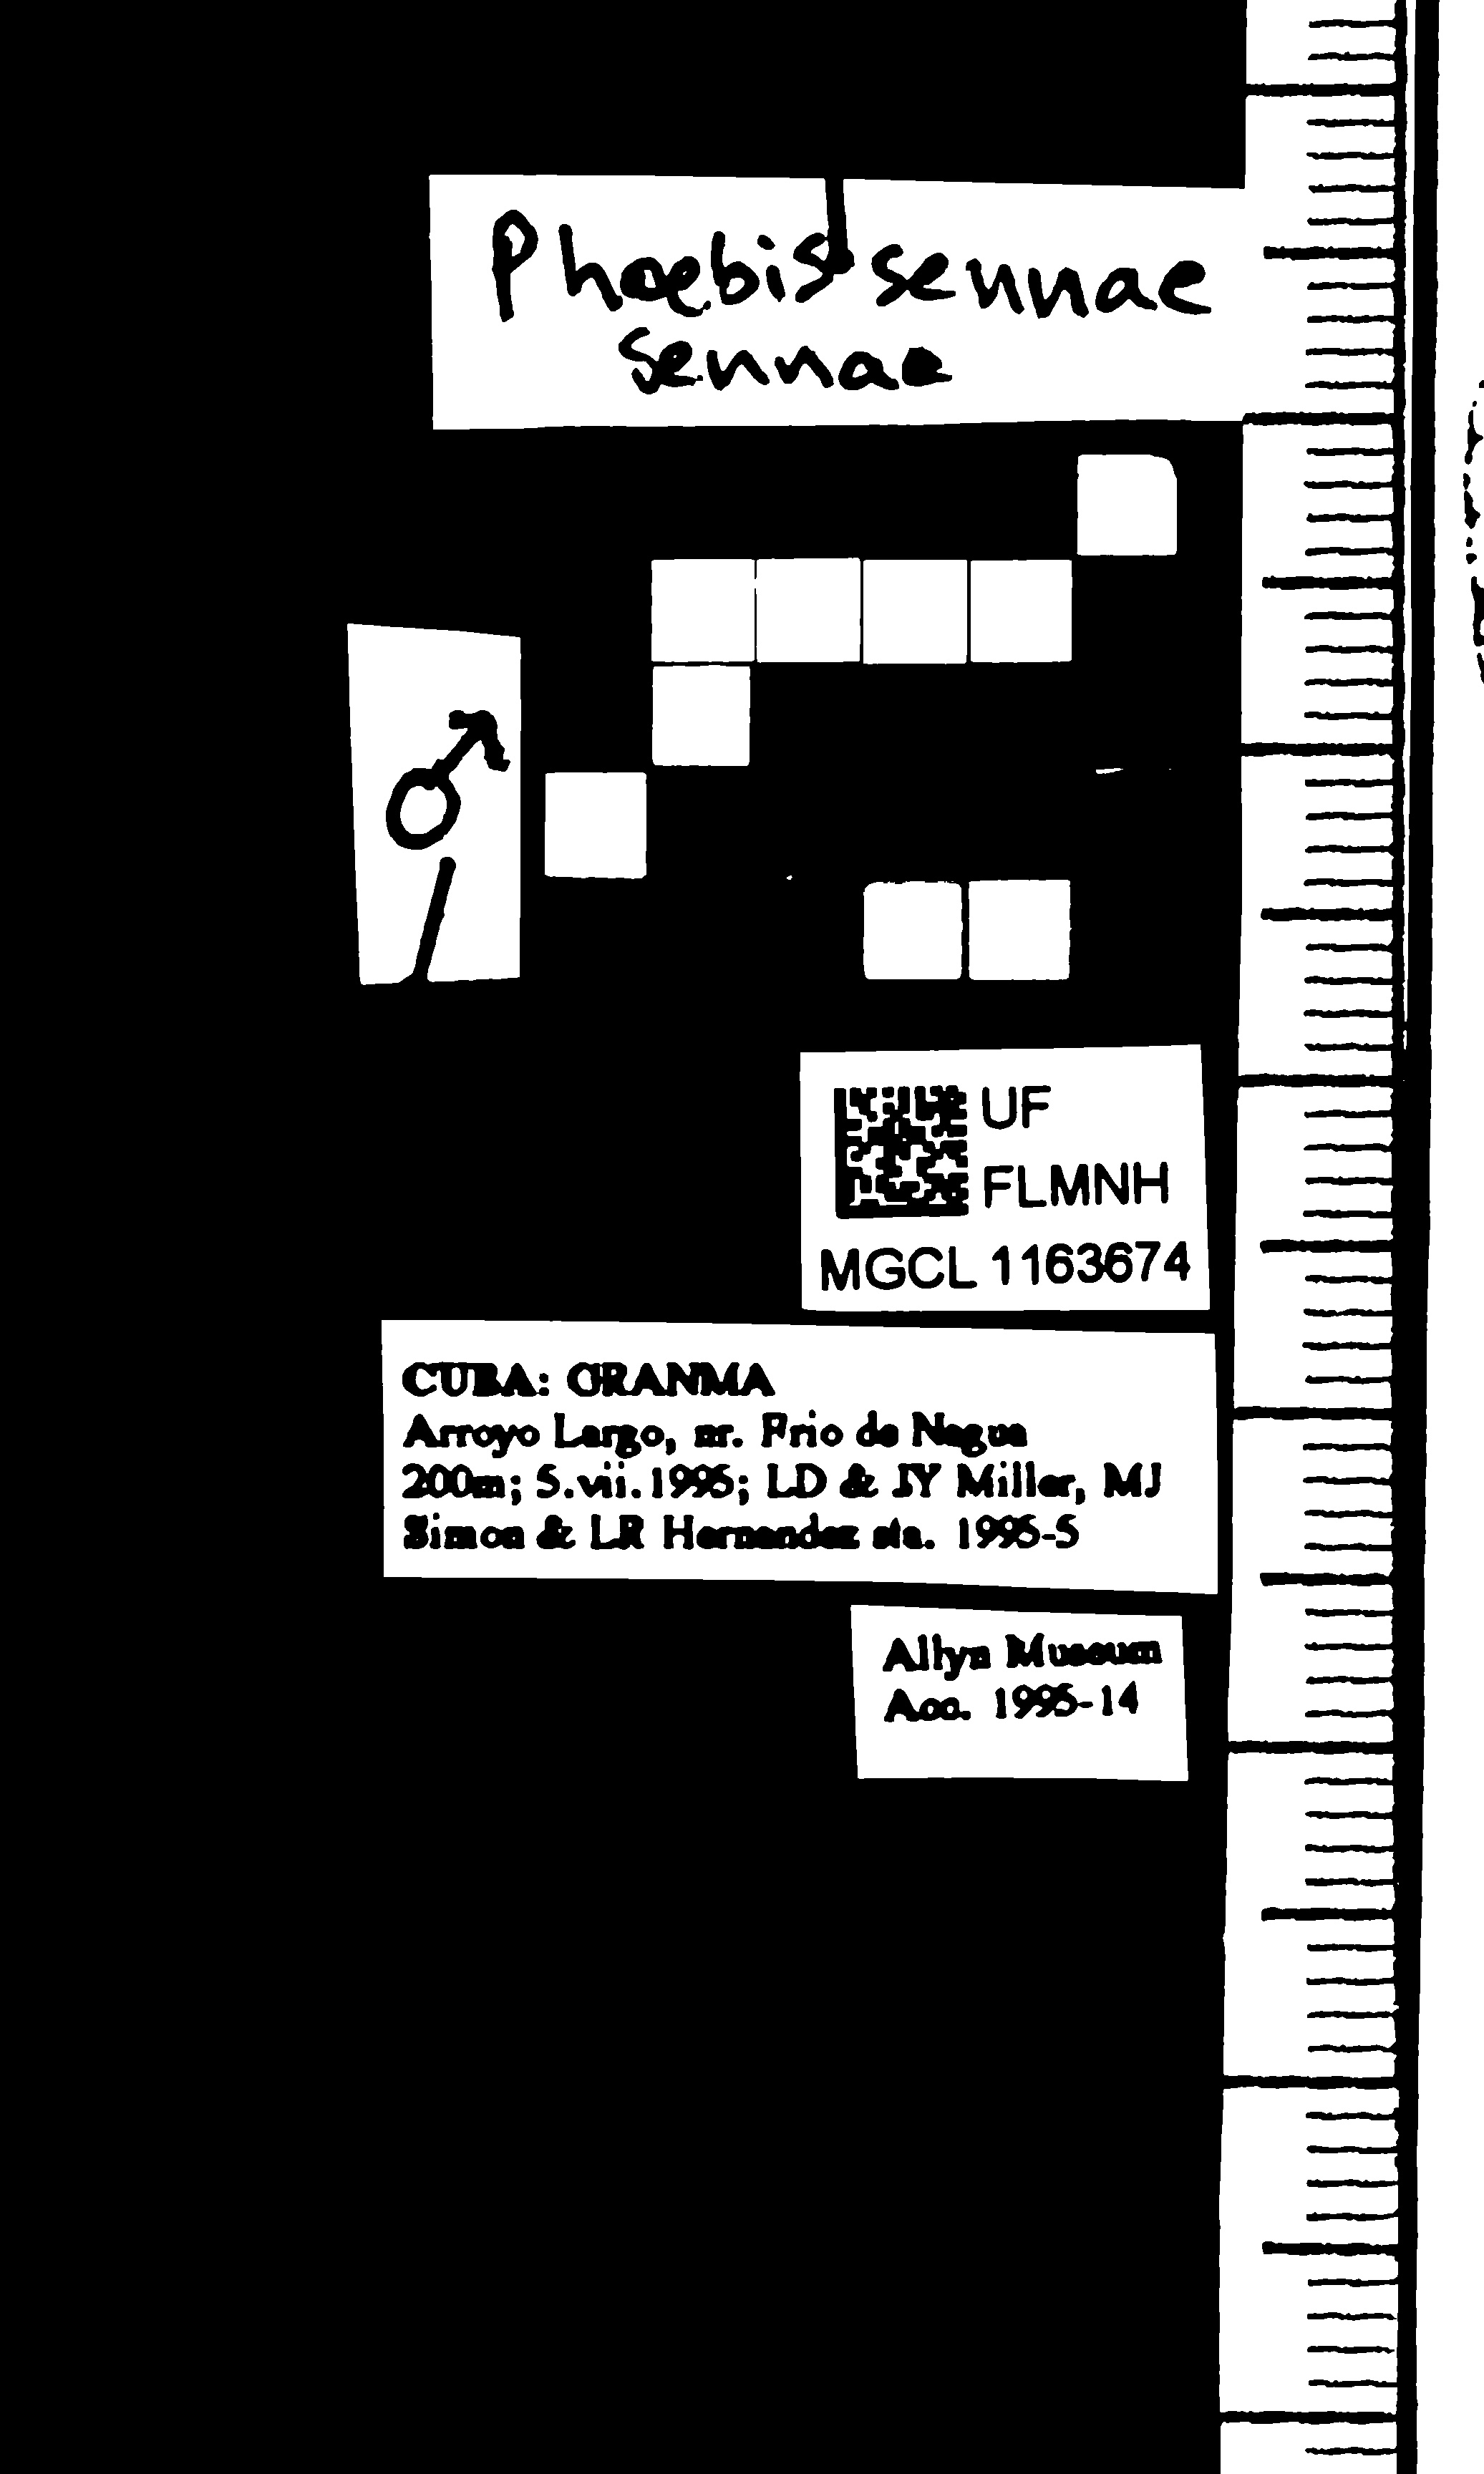 Phoebis sennae
sennae
♂
UF
FLMNH
MGCL 1163674
CUBA: GRANMA
Arroyo Largo, nr. Prio de Nagua
200m; 5.vii.1995; LD & JY Miller, MJ
Simon & LR Hernandez sta. 1995-5
Allyn Museum
Acc. 1995-14